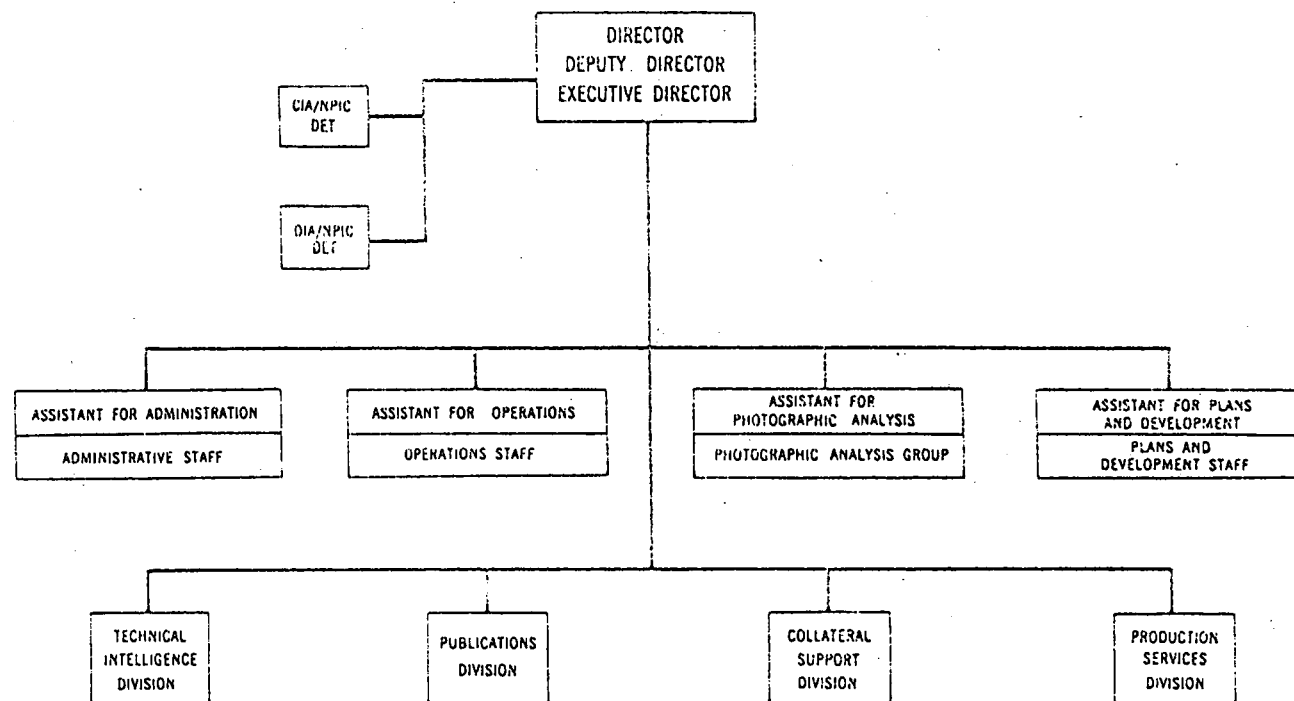 DIRECTOR
DEPUTY. DIRECTOR
EXECUTIVE DIRECTOR
CIA/NPIC
DET
DIA/NPIC
DET
ASSISTANT FOR ADMINISTRATION
ADMINISTRATIVE STAFF
ASSISTANT FOR OPERATIONS
OPERATIONS STAFF
ASSISTANT FOR
PHOTOGRAPHIC ANALYSIS
PHOTOGRAPHIC ANALYSIS GROUP
ASSISTANT FOR PLANS
AND DEVELOPMENT
PLANS AND
DEVELOPMENT STAFF
TECHNICAL
INTELLIGENCE
DIVISION
PUBLICATIONS
DIVISION
COLLATERAL
SUPPORT
DIVISION
PRODUCTION
SERVICES
DIVISION